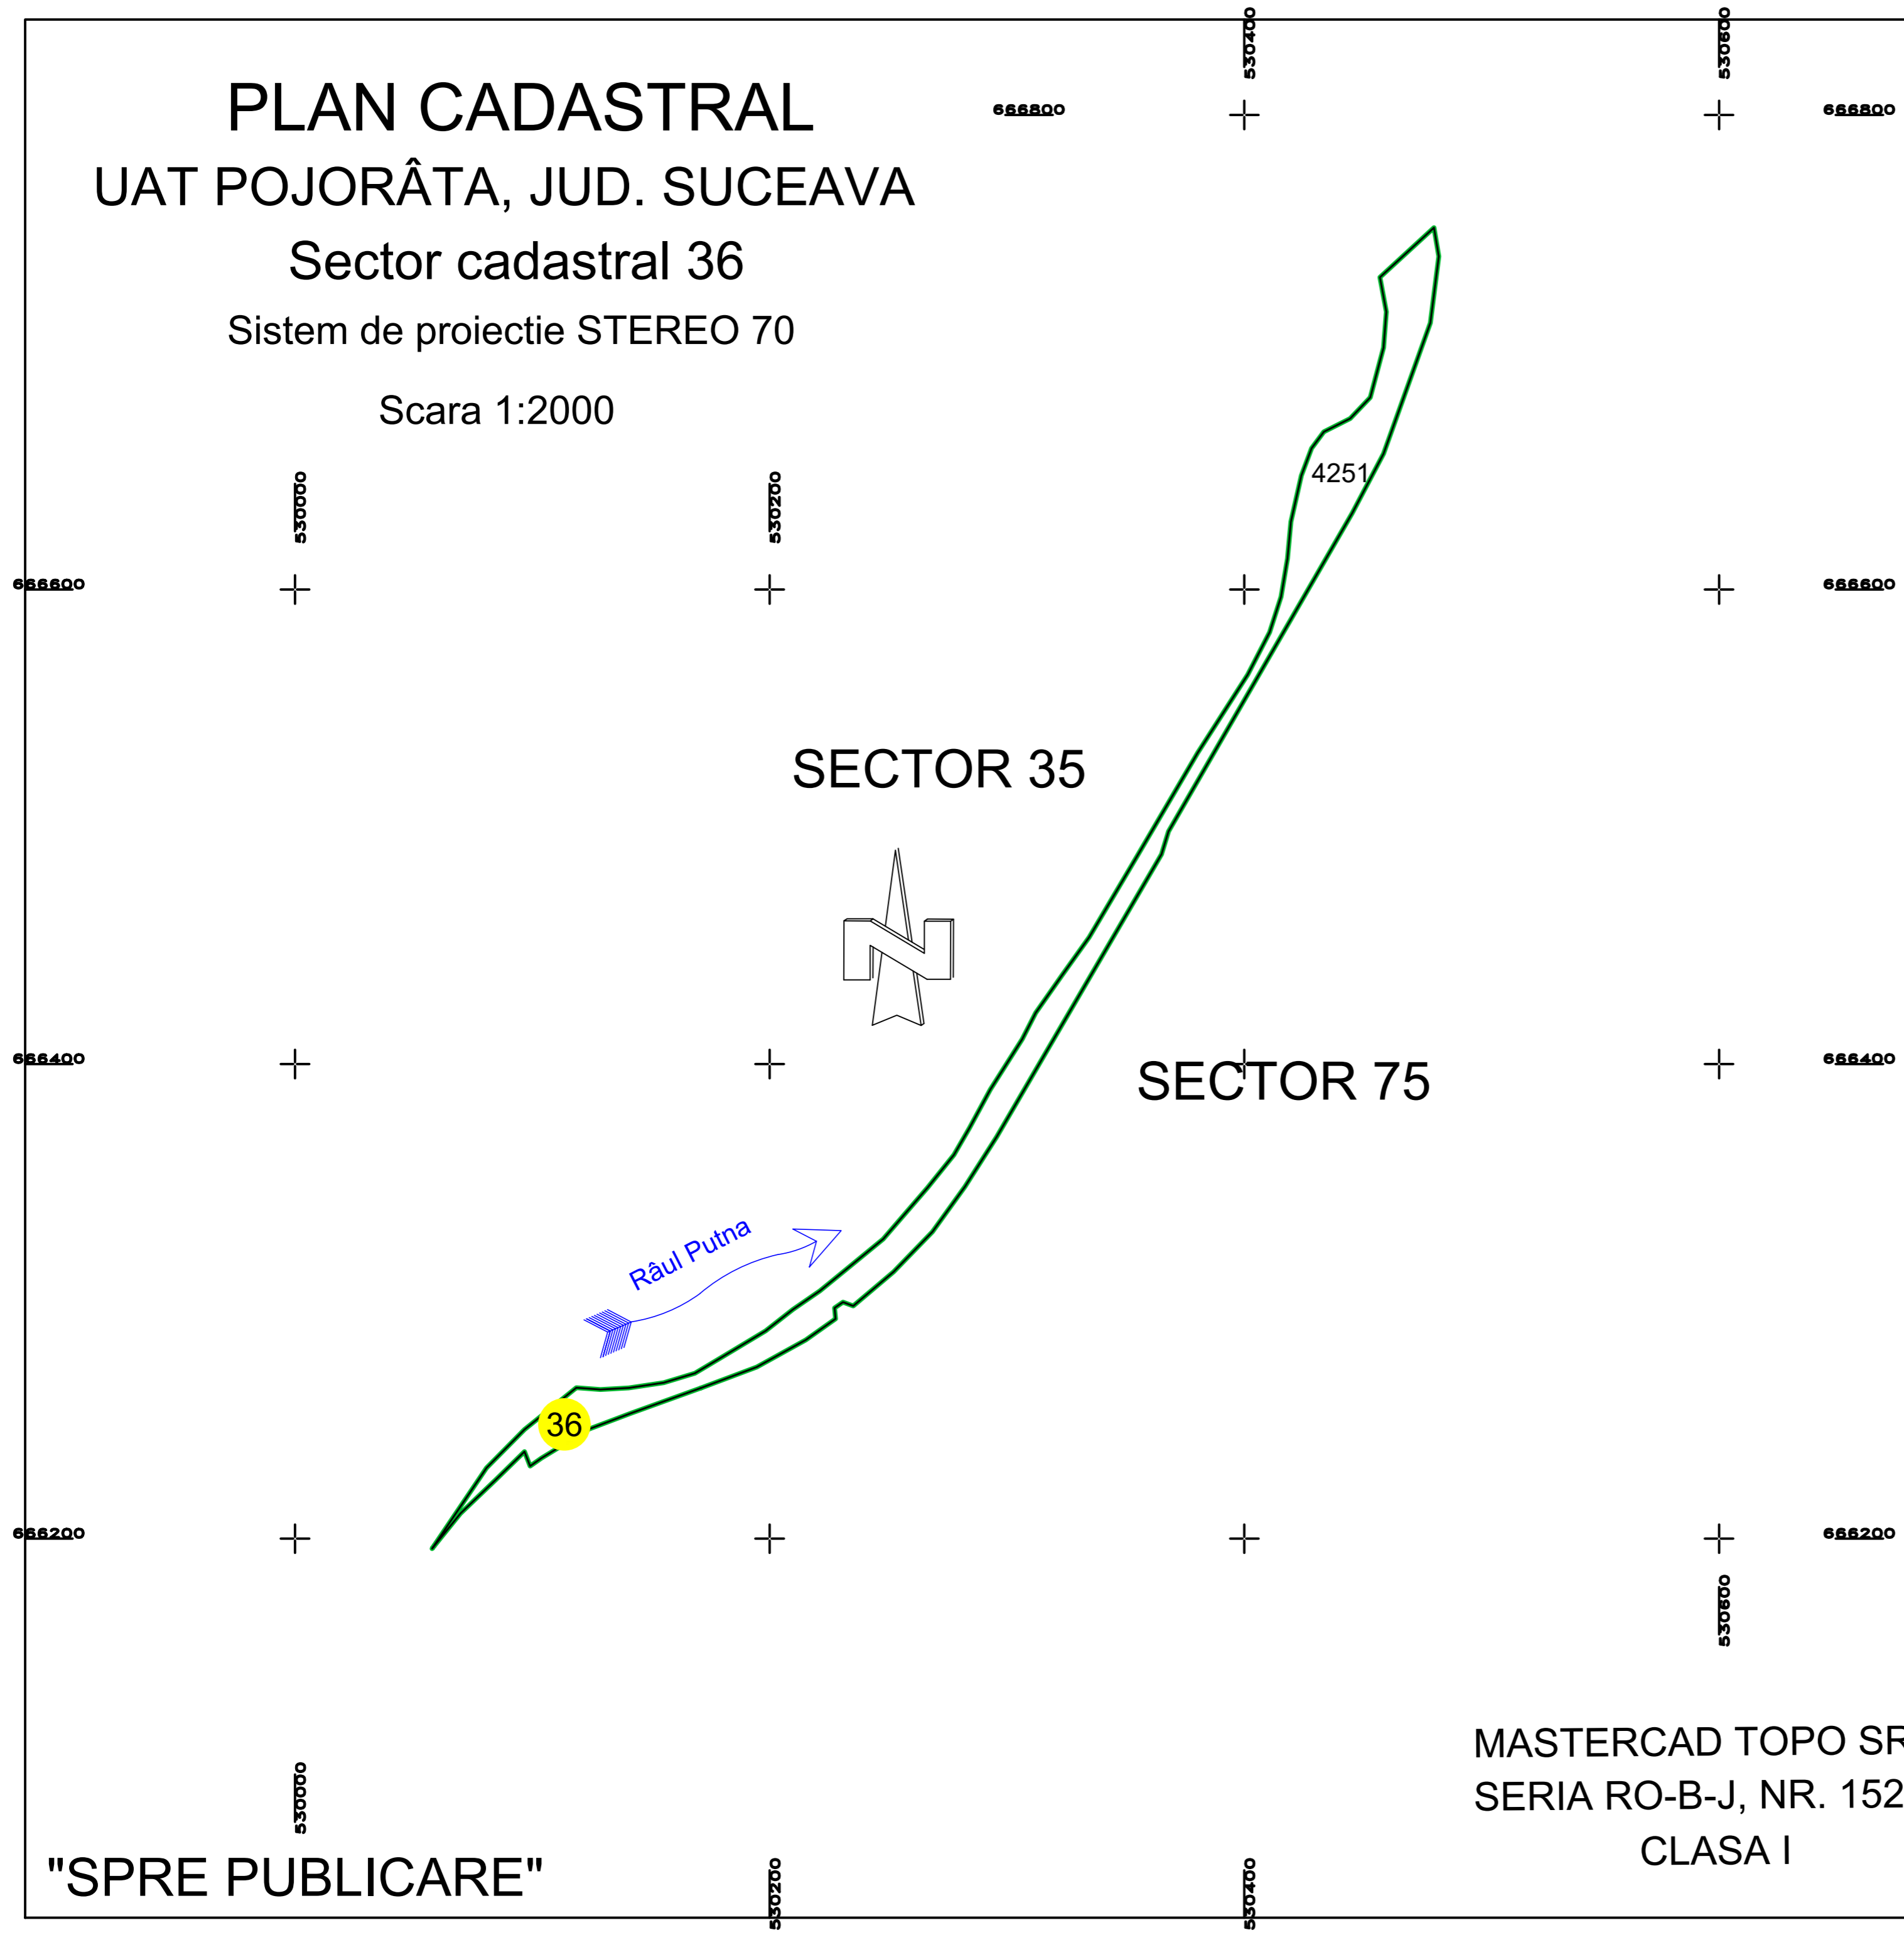 PLAN CADASTRAL
UAT POJORÂTA, JUD. SUCEAVA
Sector cadastral 36
Sistem de proiectie STEREO 70
Scara 1:2000
530400
530600
666800
666800
4251
530000
530200
666600
666600
SECTOR 35
666400
666400
SECTOR 75
Râul Putna
36
666200
666200
530600
MASTERCAD TOPO SR
SERIA RO-B-J, NR. 152
CLASA I
530000
"SPRE PUBLICARE"
530200
530400